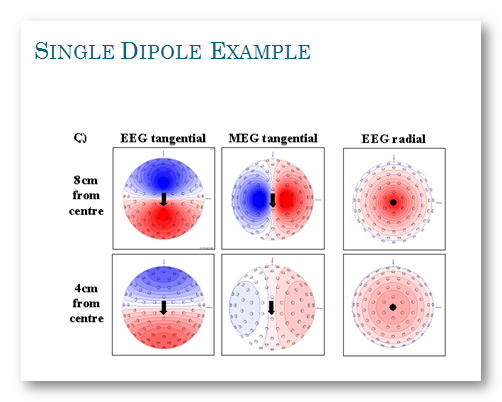 SINGLE DIPOLE EXAMPLE
C) EEG tangential MEG tangential EEG radial
8cm
from
centre
4cm
from
centre